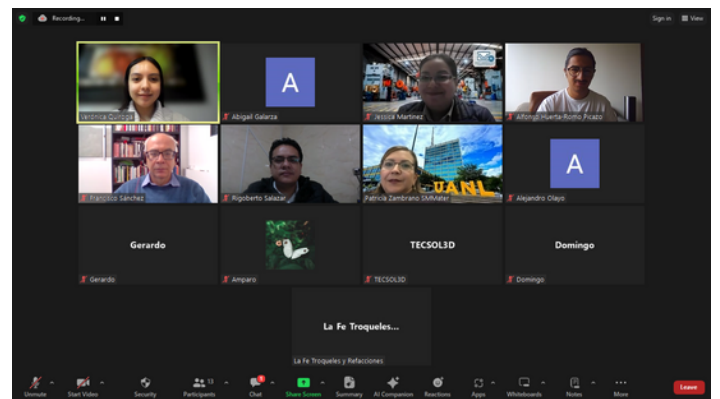 Recording...
Sign in
View
Verónica Quiroga
A
Abigail Galarza
Jessica Martínez
Alfonso Huerta-Romo Picazo
Francisco Sánchez
Rigoberto Salazar
UANL
Patricia Zambrano SMMater
A
Alejandro Olayo
Gerardo
Gerardo
Amparo
TECSOL3D
TECSOL3D
Domingo
Domingo
La Fe Troqueles...
La Fe Troqueles y Refacciones
Unmute
Start Video
Security
13
Participants
Chat
Share Screen
Summary
AI Companion
Reactions
Apps
Whiteboards
Notes
More
Leave